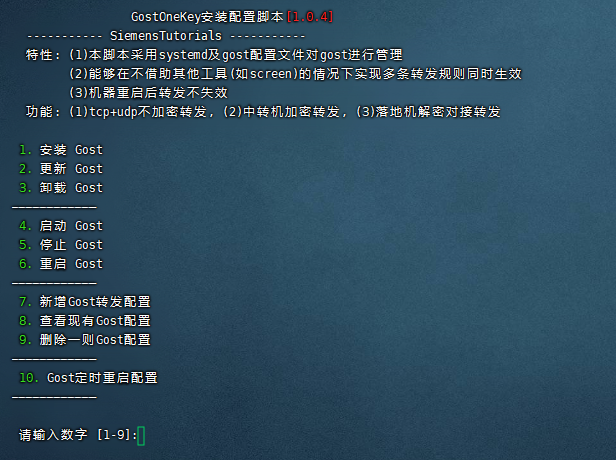 GostOneKey安装配置脚本[1.0.4]
----------- SiemensTutorials -----------
特性: (1)本脚本采用systemd及gost配置文件对gost进行管理
(2)能够在不借助其他工具(如screen)的情况下实现多条转发规则同时生效
(3)机器重启后转发不失效
功能: (1)tcp+udp不加密转发, (2)中转机加密转发, (3)落地机解密对接转发
1. 安装 Gost
2. 更新 Gost
3. 卸载 Gost
————————————
4. 启动 Gost
5. 停止 Gost
6. 重启 Gost
————————————
7. 新增Gost转发配置
8. 查看现有Gost配置
9. 删除一则Gost配置
————————————
10. Gost定时重启配置
————————————
请输入数字 [1-9]: